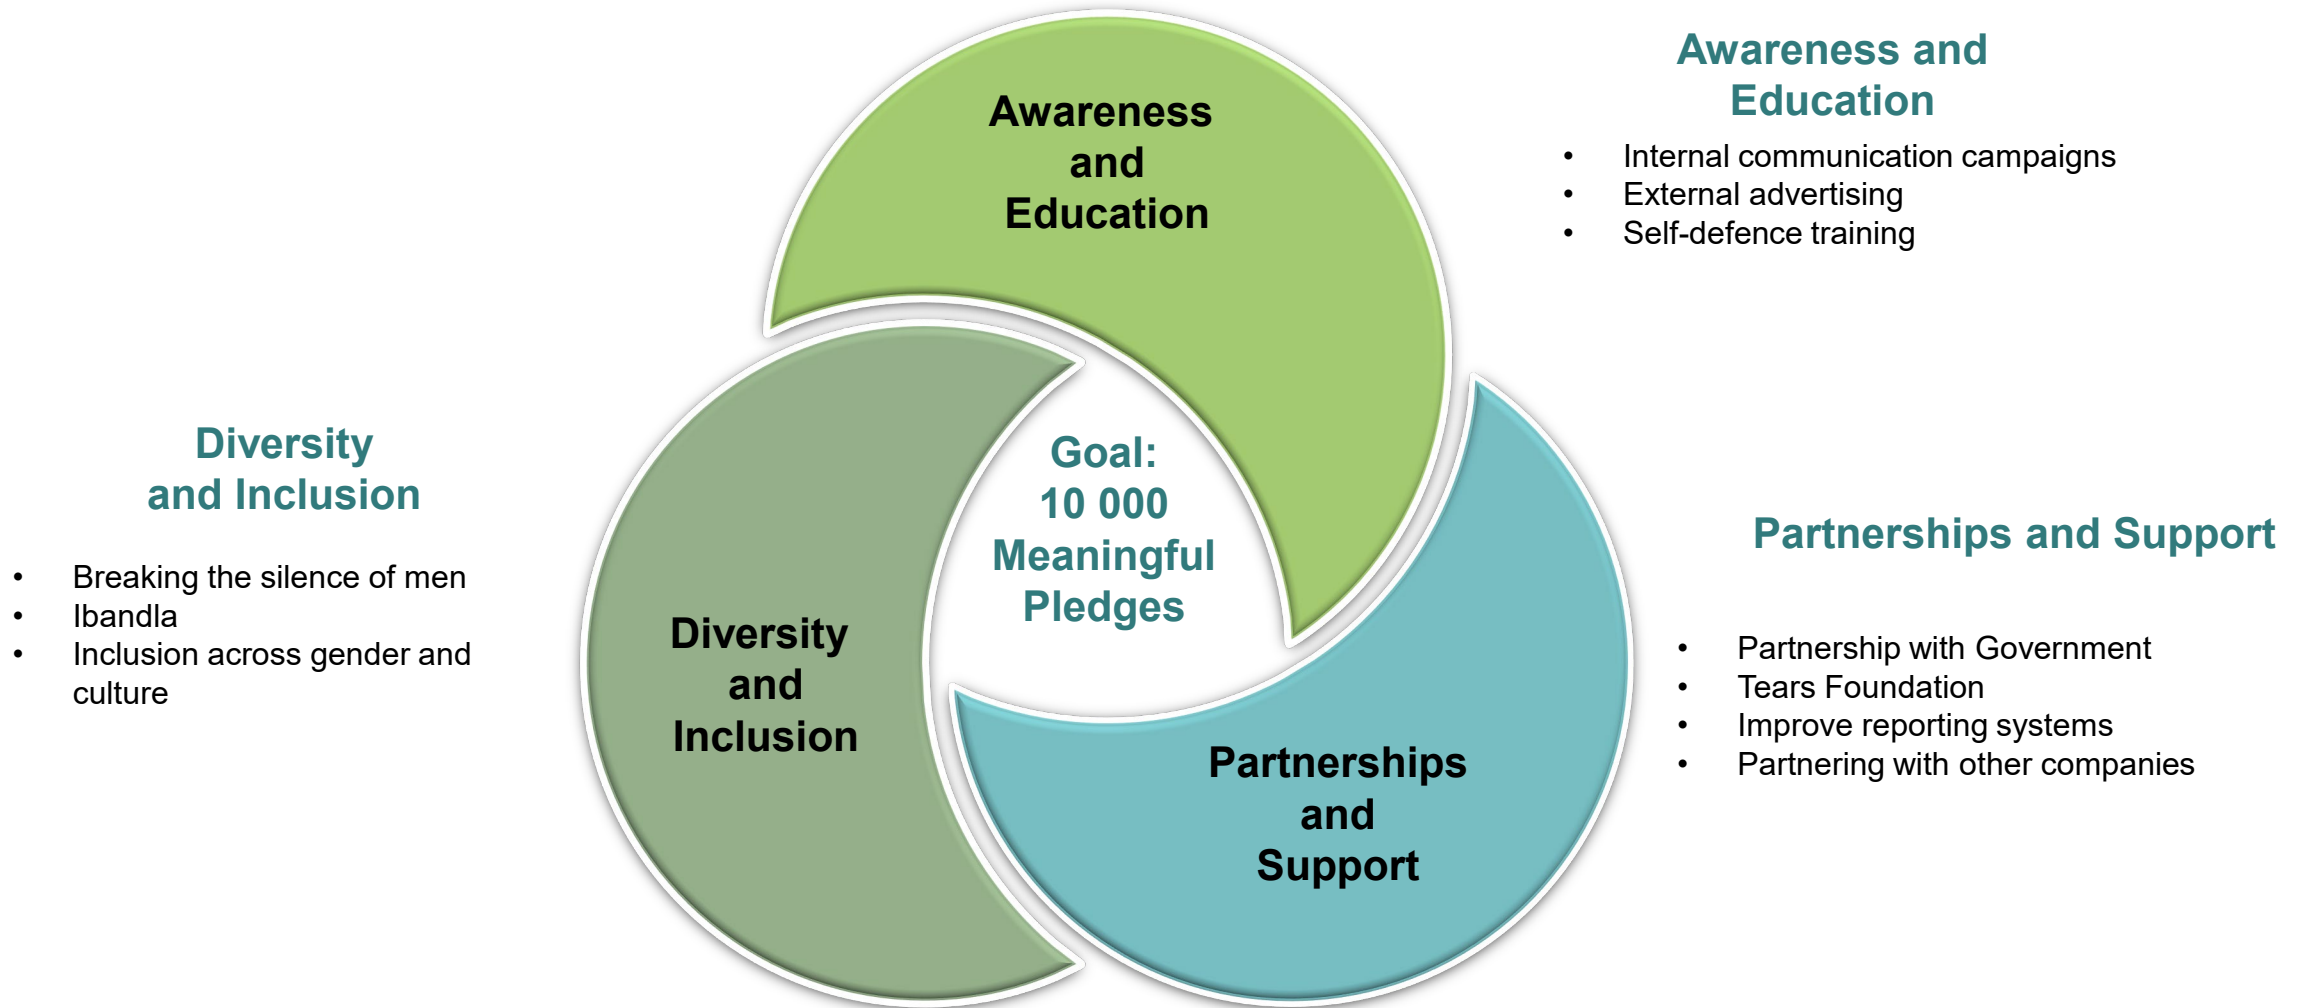 Awareness
and
Education
Awareness and
Education
• Internal communication campaigns
• External advertising
• Self-defence training
Diversity
and Inclusion
• Breaking the silence of men
• Ibandla
• Inclusion across gender and
culture
Goal:
10 000
Meaningful
Pledges
Diversity
and
Inclusion
Partnerships
and
Support
Partnerships and Support
• Partnership with Government
• Tears Foundation
• Improve reporting systems
• Partnering with other companies